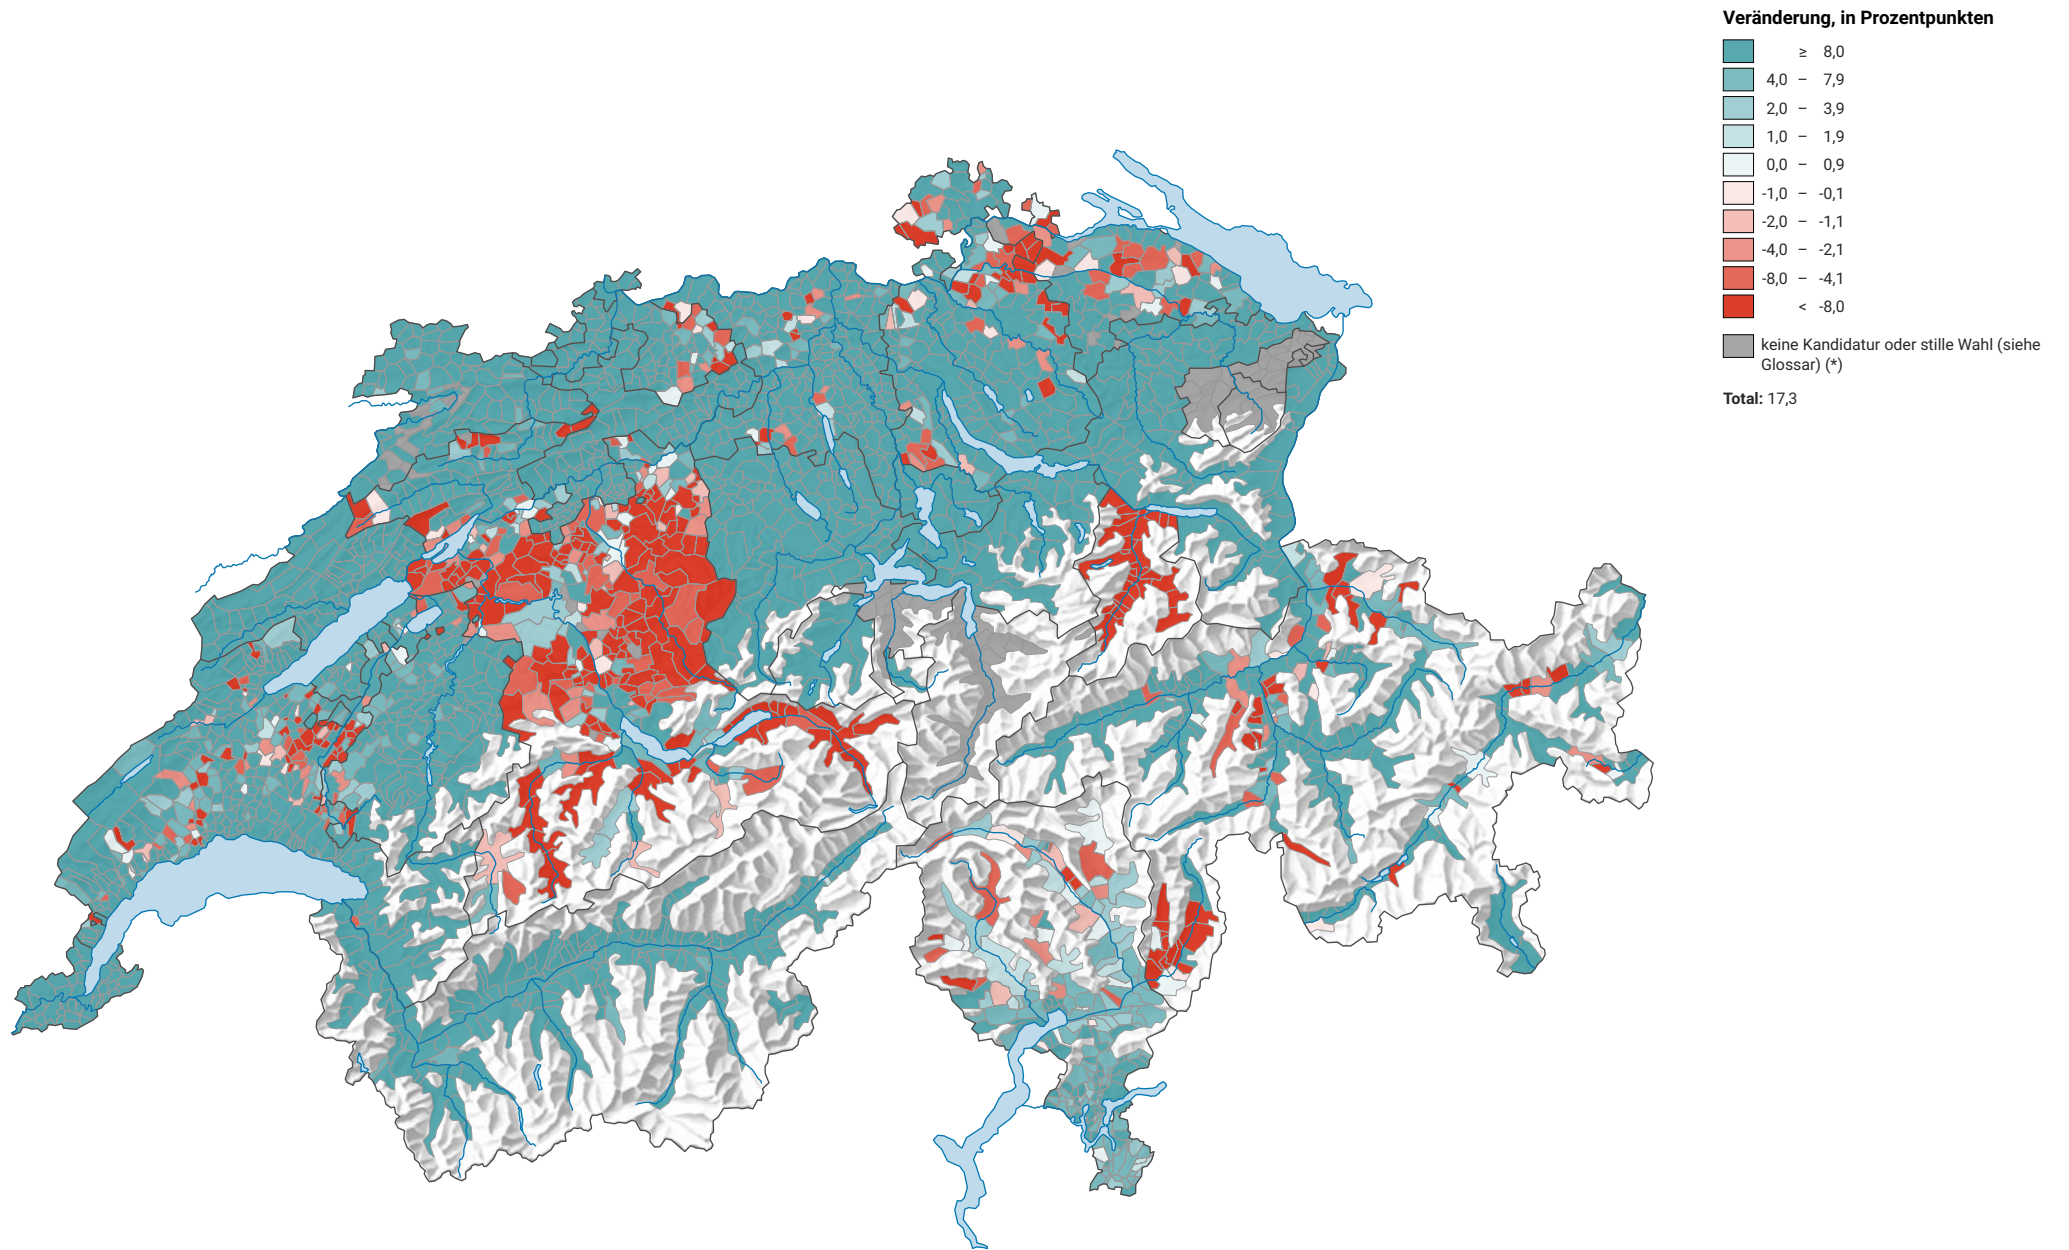 Veränderung, in Prozentpunkten
≥ 8,0
4,0 – 7,9
2,0 – 3,9
1,0 – 1,9
0,0 – 0,9
-1,0 – -0,1
-2,0 – -1,1
-4,0 – -2,1
-8,0 – -4,1
< -8,0
keine Kandidatur oder stille Wahl (siehe
Glossar) (*)
Total: 17,3